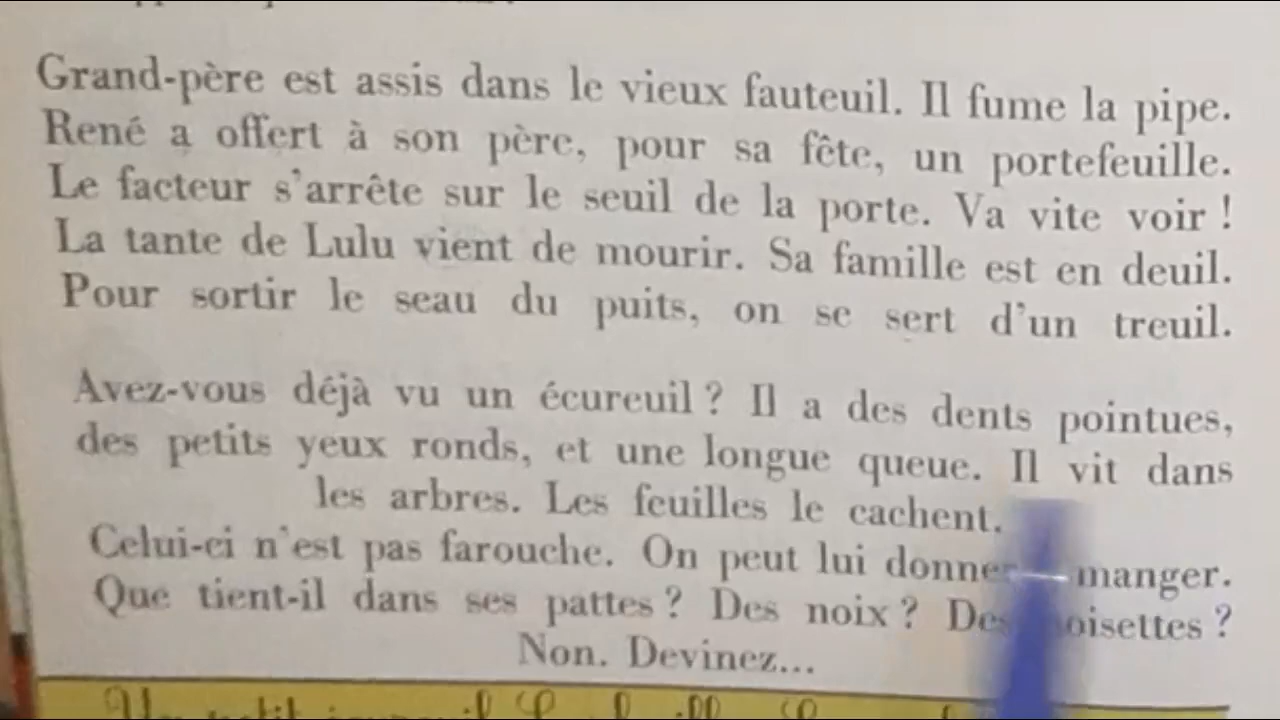 Grand-père est assis dans le vieux fauteuil. Il fume la pipe.
René a offert à son père, pour sa fête, un portefeuille.
Le facteur s'arrête sur le seuil de la porte. Va vite voir !
La tante de Lulu vient de mourir. Sa famille est en deuil.
Pour sortir le seau du puits, on se sert d'un treuil.
Avez-vous déjà vu un écureuil ? Il a des dents pointues,
des petits yeux ronds, et une longue queue. Il vit dans
les arbres. Les feuilles le cachent.
Celui-ci n'est pas farouche. On peut lui donner manger.
Que tient-il dans ses pattes ? Des noix ? Des noisettes ?
Non. Devinez...